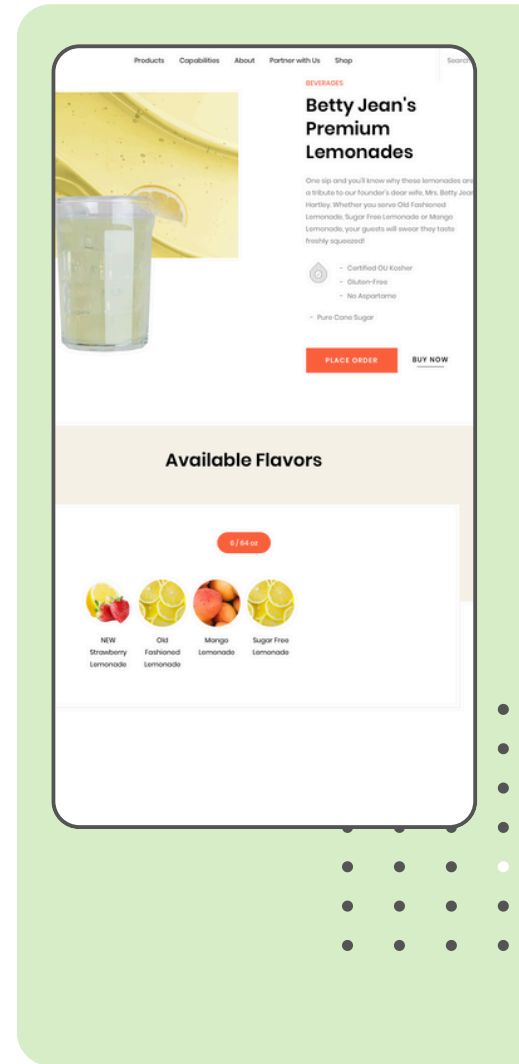 Products Capabilities About Partner with Us Shop Search
BEVERAGES
Betty Jean's
Premium
Lemonades
One sip and you'll know why these lemonades are
a tribute to our founder's dear wife, Mrs. Betty Jean
Hartley. Whether you serve Old Fashioned
Lemonade, Sugar Free Lemonade or Mango
Lemonade, your guests will swear they taste
freshly squeezed!
- Certified OU Kosher
- Gluten-Free
- No Aspartame
- Pure Cane Sugar
PLACE ORDER BUY NOW
Available Flavors
6 / 64 oz
NEW
Strawberry
Lemonade
Old
Fashioned
Lemonade
Mango
Lemonade
Sugar Free
Lemonade